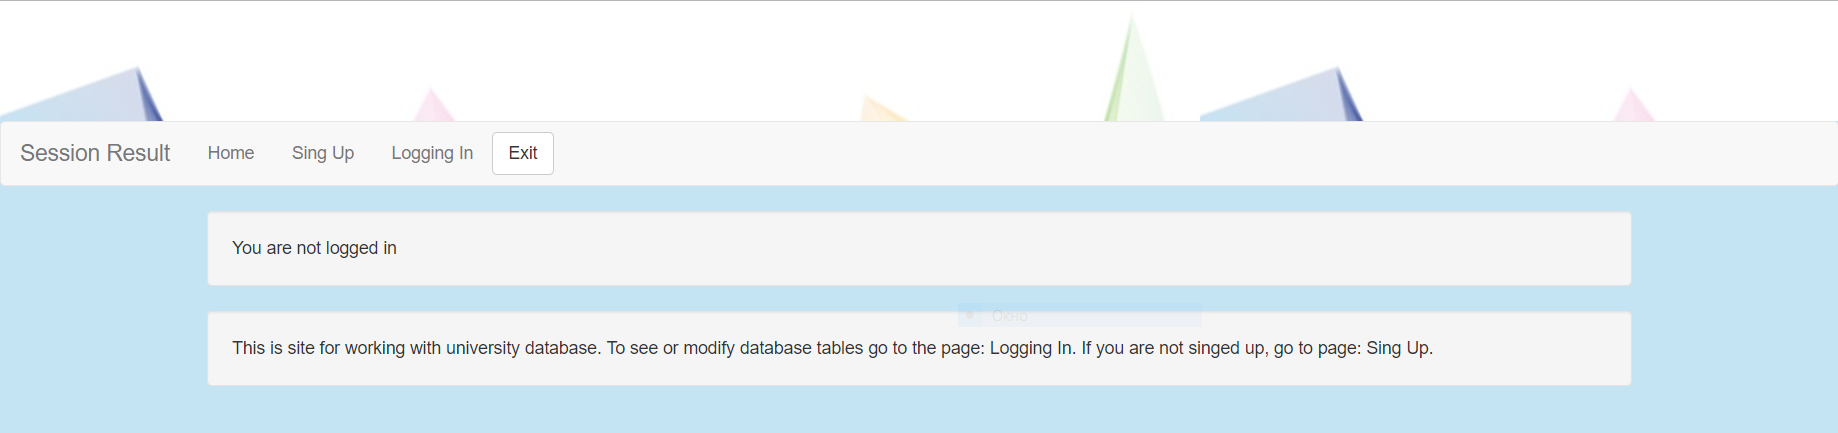 Session Result Home Sing Up Logging In Exit
You are not logged in
Окно
This is site for working with university database. To see or modify database tables go to the page: Logging In. If you are not singed up, go to page: Sing Up.